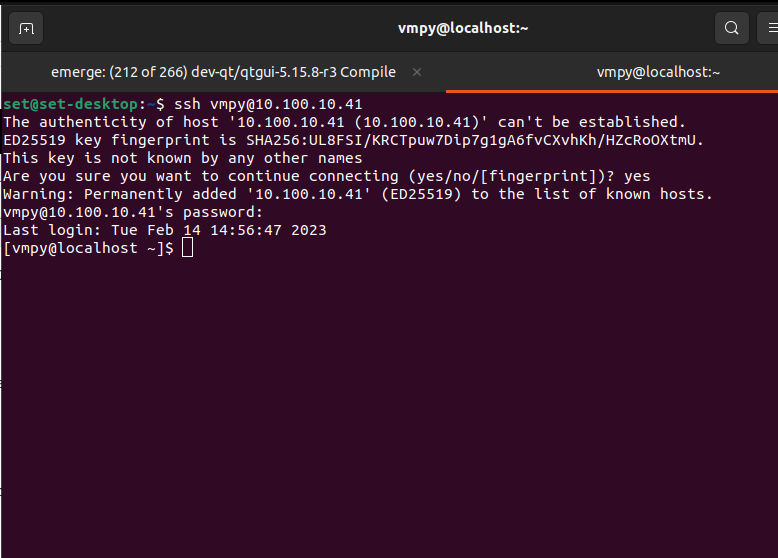 vmpy@localhost:~
emerge: (212 of 266) dev-qt/qtgui-5.15.8-r3 Compile
vmpy@localhost:~
set@set-desktop:~$ ssh vmpy@10.100.10.41
The authenticity of host '10.100.10.41 (10.100.10.41)' can't be established.
ED25519 key fingerprint is SHA256:UL8FSI/KRCTpuw7Dip7g1gA6fvCXvhKh/HZcRoOXtmU.
This key is not known by any other names
Are you sure you want to continue connecting (yes/no/[fingerprint])? yes
Warning: Permanently added '10.100.10.41' (ED25519) to the list of known hosts.
vmpy@10.100.10.41's password:
Last login: Tue Feb 14 14:56:47 2023
[vmpy@localhost ~]$